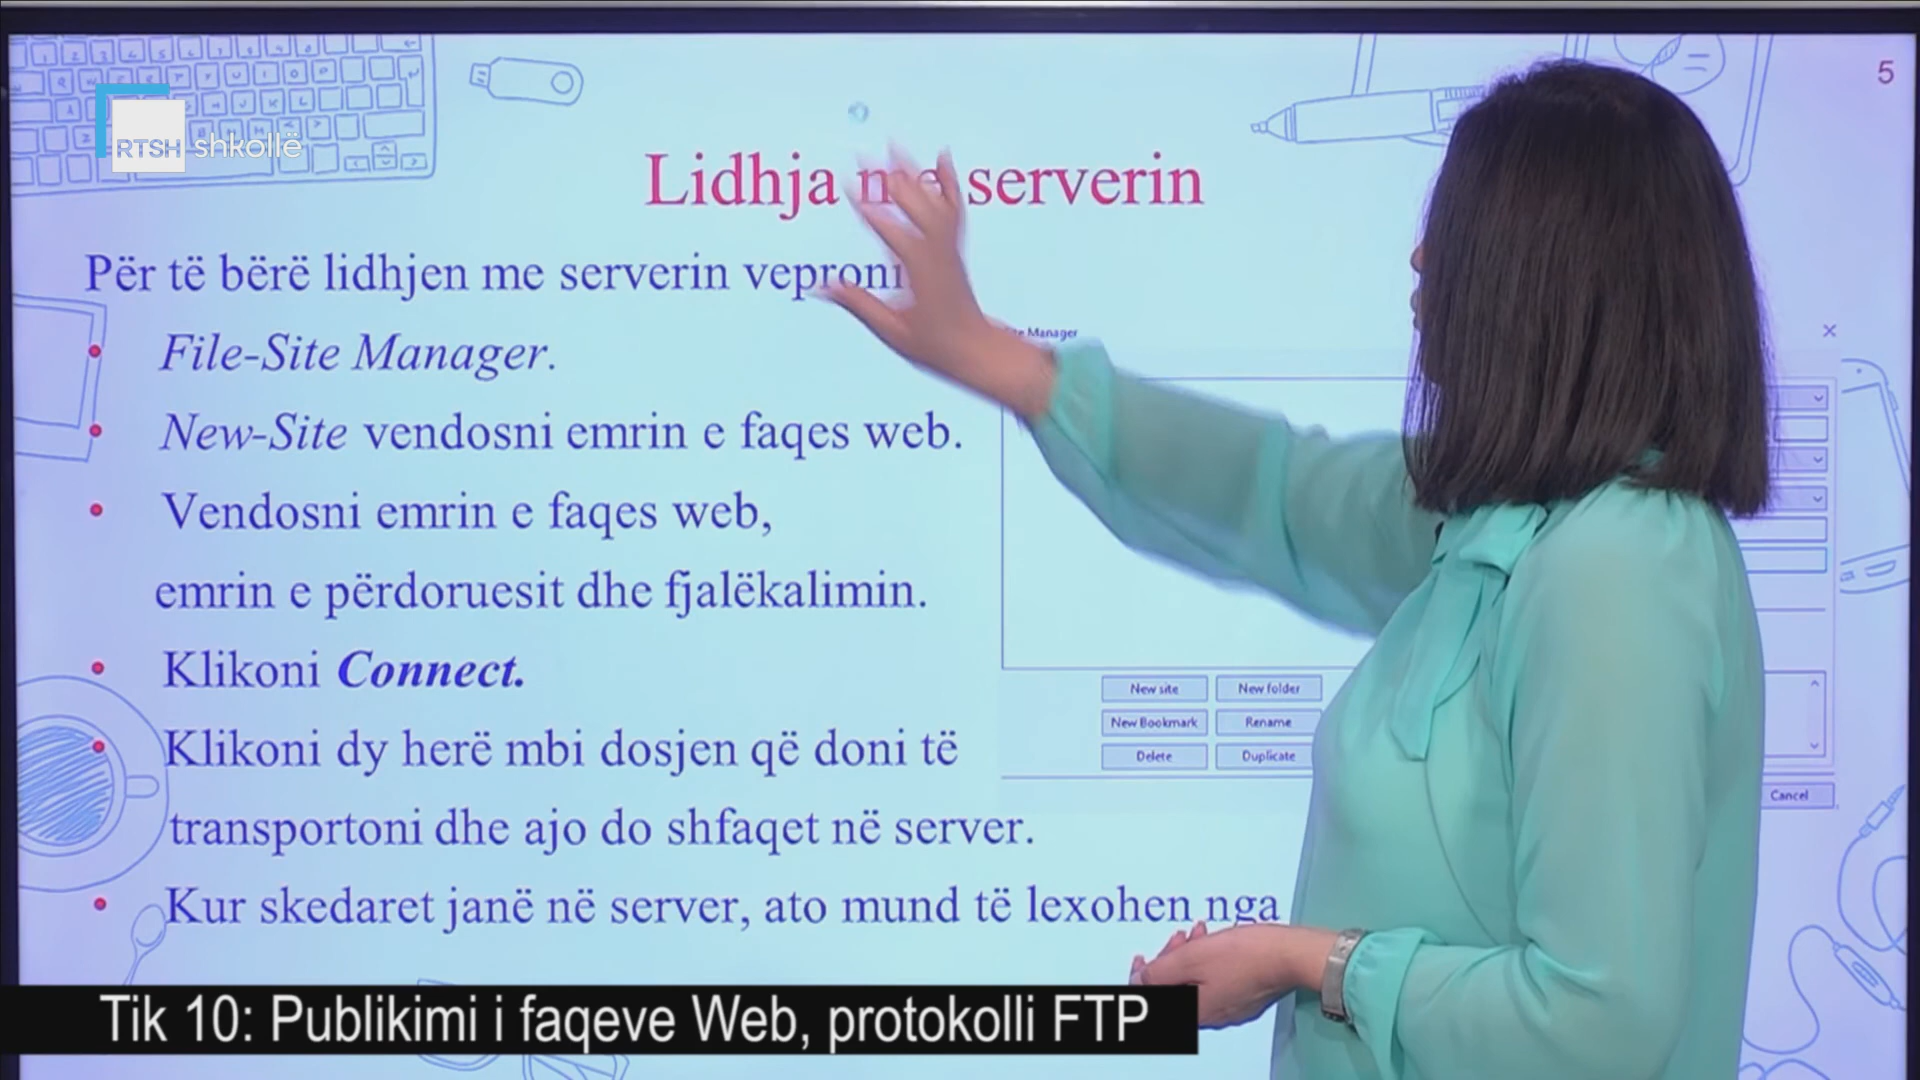 5
RTSH shkollë
Lidhja me serverin
Për të bërë lidhjen me serverin veproni
File-Site Manager.
New-Site vendosni emrin e faqes web.
Vendosni emrin e faqes web,
emrin e përdoruesit dhe fjalëkalimin.
Klikoni Connect.
Klikoni dy herë mbi dosjen që doni të
transportoni dhe ajo do shfaqet në server.
Kur skedaret janë në server, ato mund të lexohen nga
Manager
New site
New folder
New Bookmark
Rename
Delete
Duplicate
Cancel
Tik 10: Publikimi i faqeve Web, protokolli FTP